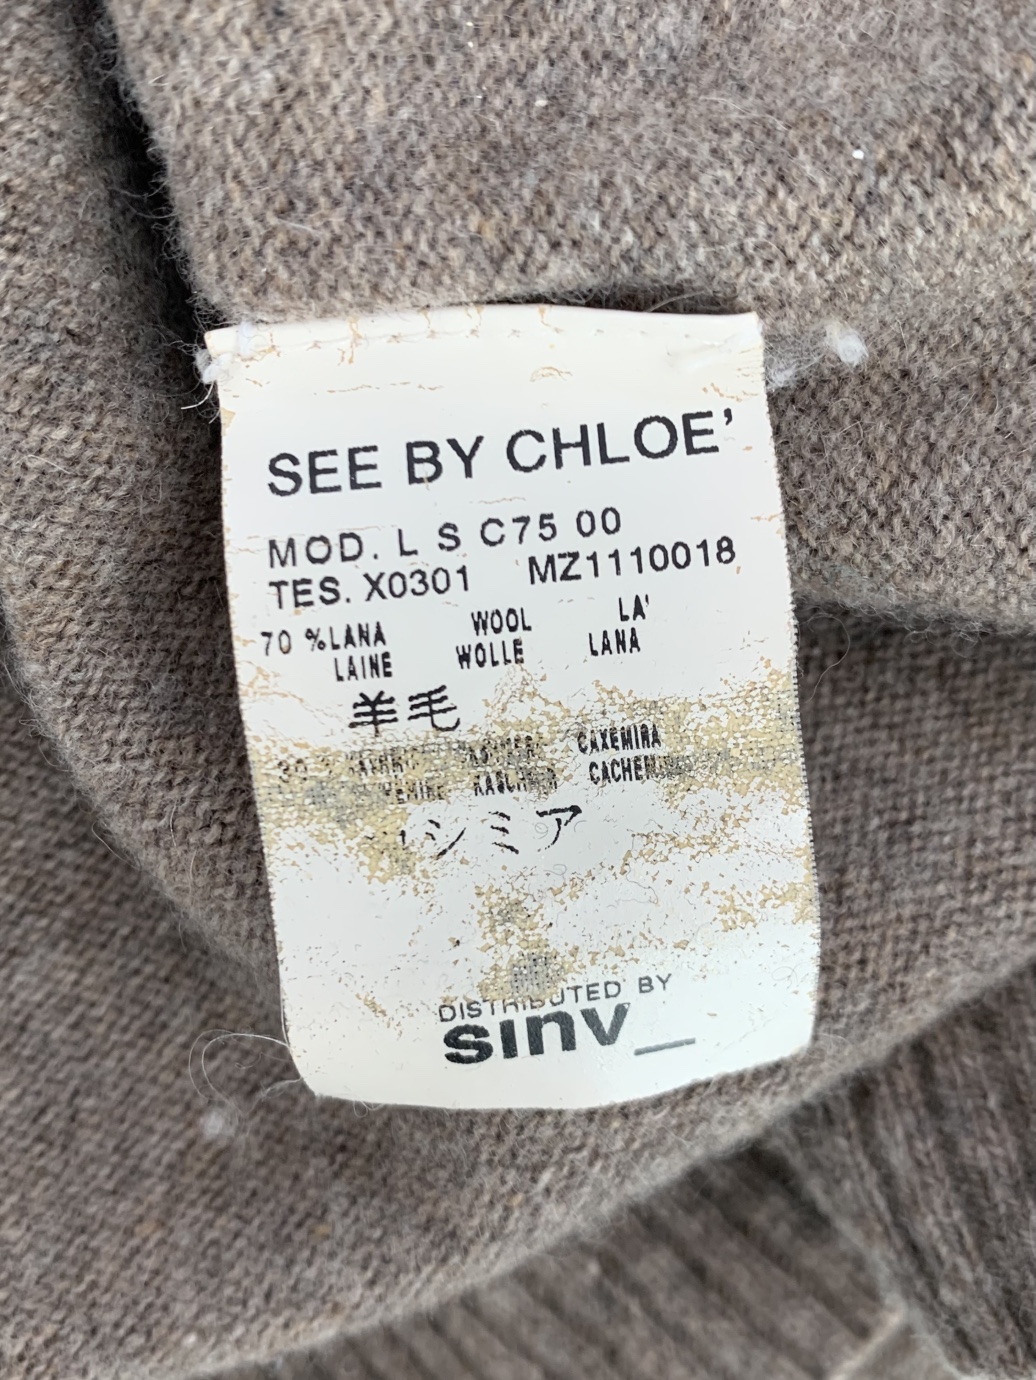 SEE BY CHLOE'
MOD. L S C75 00
TES. X0301 MZ1110018
70 %LANA WOOL LA'
LAINE WOLLE LANA
羊毛
30 CAXEMIRA
シミア
DISTRIBUTED BY
sinv_